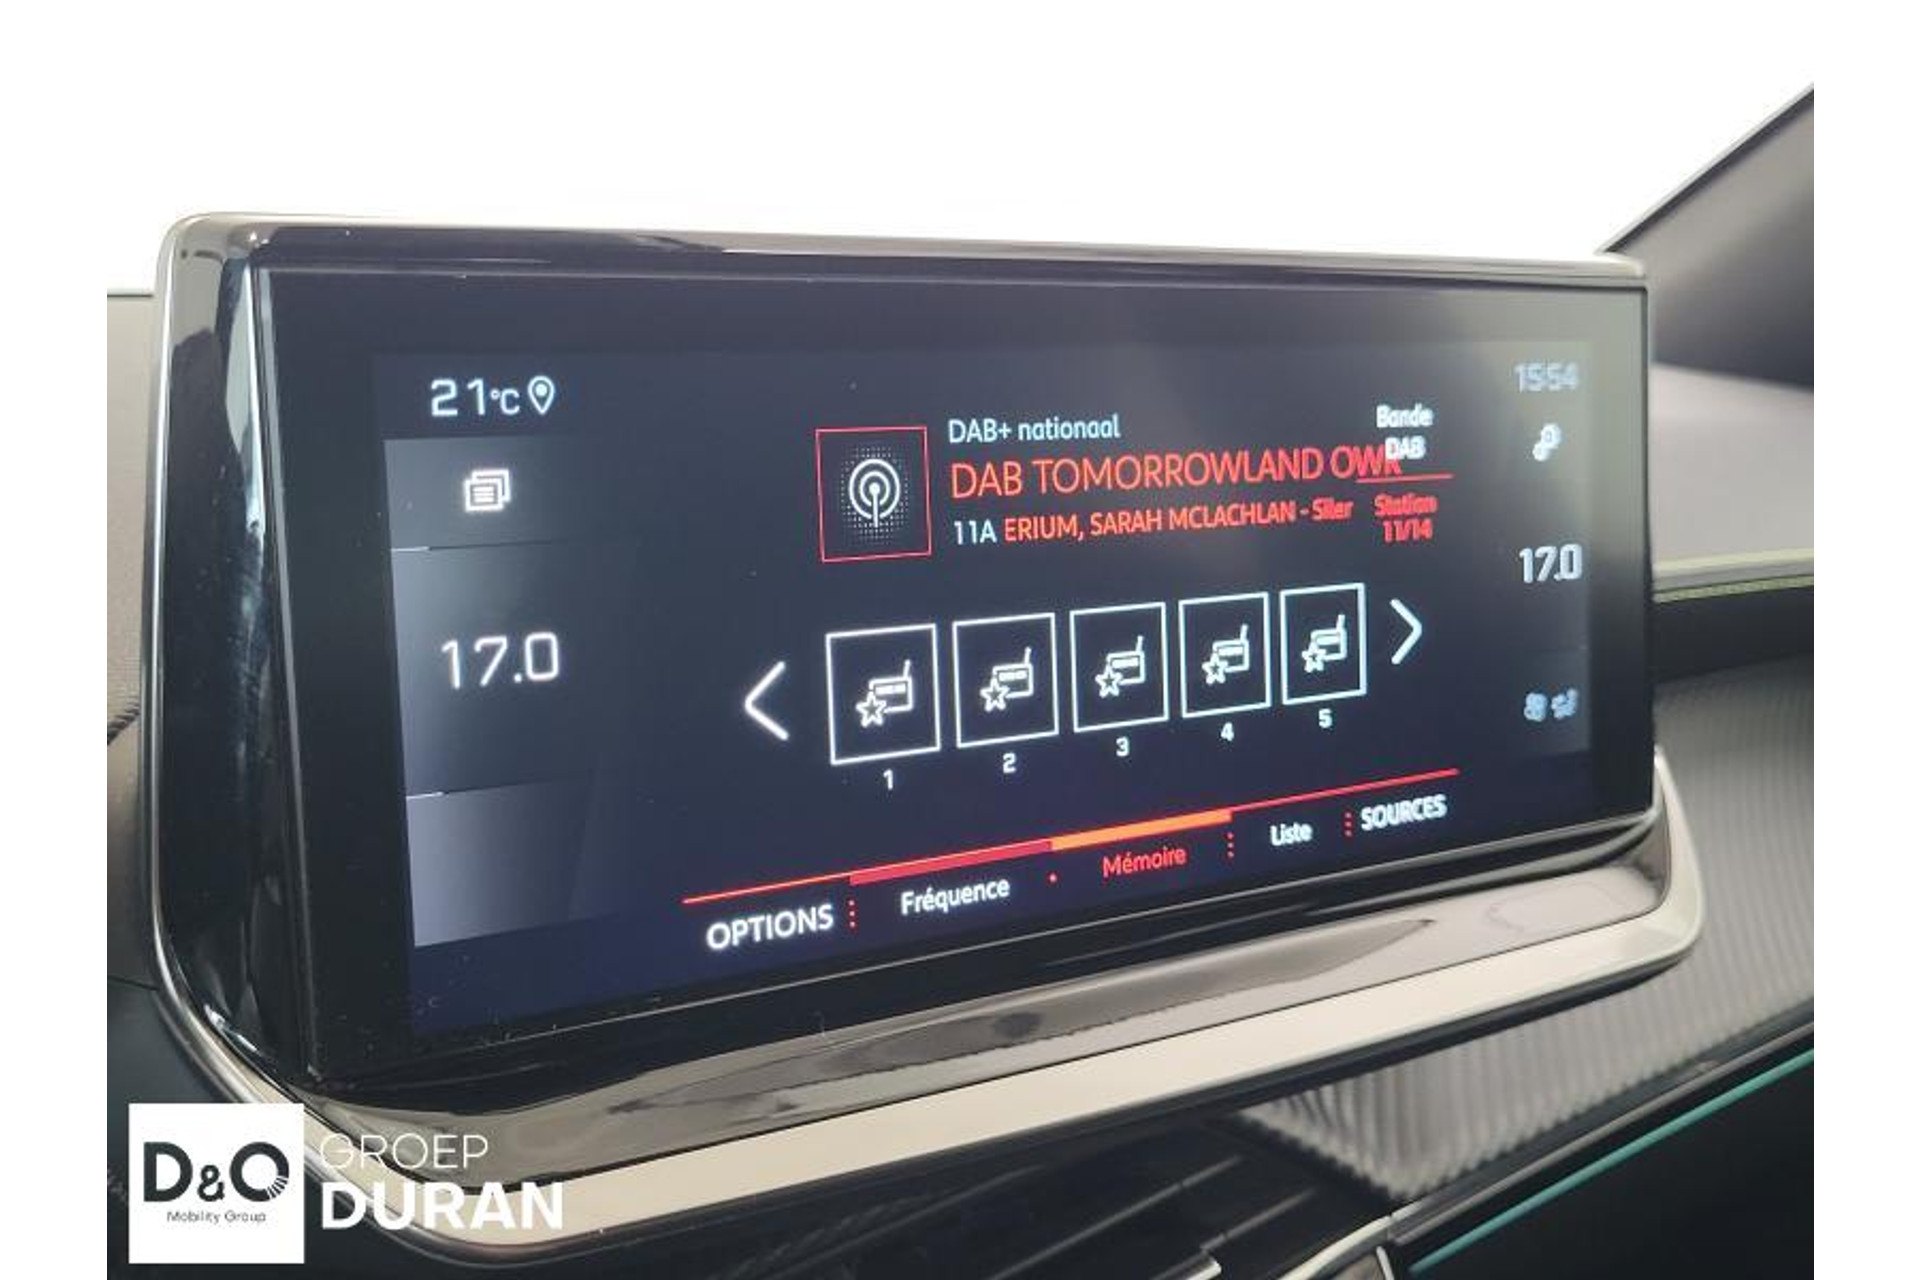 21°C
15:54
DAB+ nationaal
Bande
DAB
DAB TOMORROWLAND OWR
11A ERIUM, SARAH MCLACHLAN -
Station
11/14
17.0
17.0
1
2
3
4
5
OPTIONS
Fréquence
Mémoire
Liste
SOURCES
D&O
Mobility Group
GROEP
DURAN